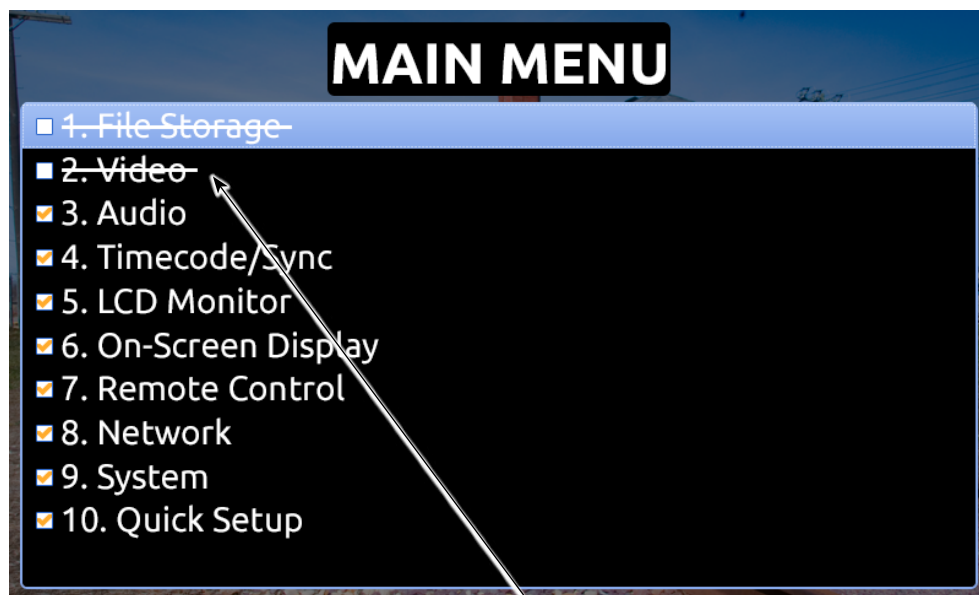 MAIN MENU
1. File Storage
2. Video
3. Audio
4. Timecode/Sync
5. LCD Monitor
6. On-Screen Display
7. Remote Control
8. Network
9. System
10. Quick Setup